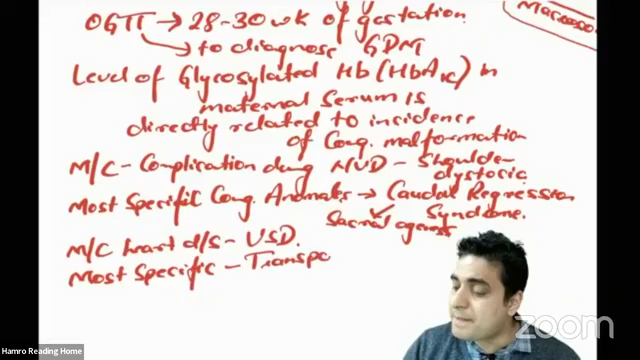 OGTT → 28-30 wk of gestation
Macroso
→ to diagnose GDM
Level of Glycosylated Hb (HbA1c) in
maternal Serum is
directly related to incidence
of Cong. malformation
M/C - Complication during NVD - Shoulder
dystocia
Most Specific Cong. Anomaly → Caudal Regression
Syndrome.
Sacral agenesis
M/C heart d/s - VSD.
Most Specific - Transpo
zoom
Hamro Reading Home